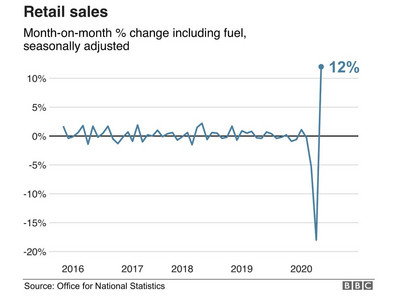 Retail sales
Month-on-month % change including fuel,
seasonally adjusted
12%
10%
5%
0%
-5%
-10%
-15%
-20%
2016 2017 2018 2019 2020
Source: Office for National Statistics
BBC